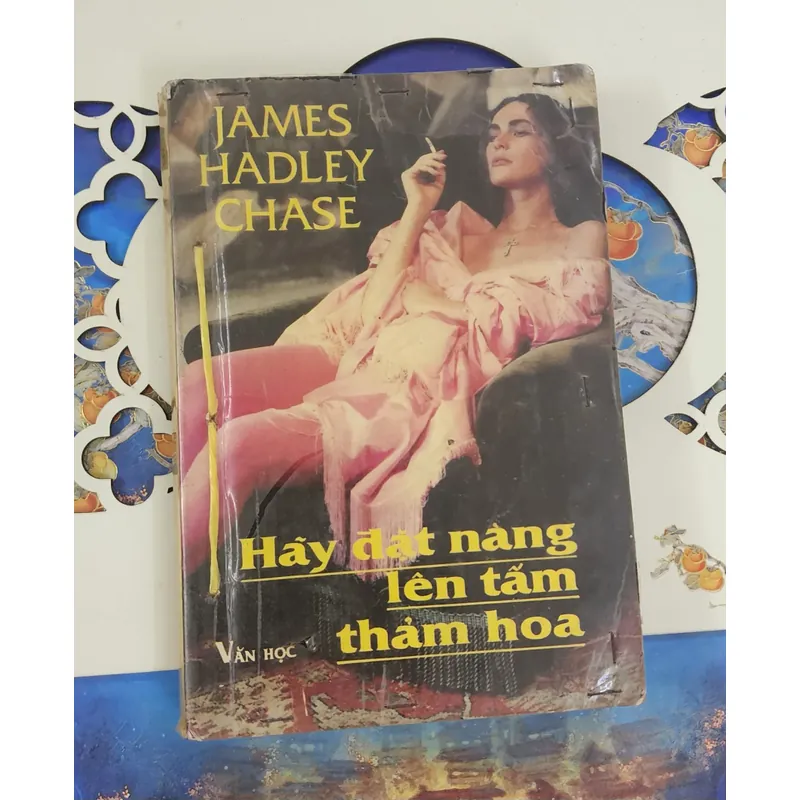 JAMES
HADLEY
CHASE
Hãy đặt nàng
lên tấm
thảm hoa
VĂN HỌC